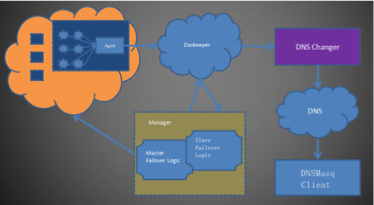 Agent
Zookeeper
DNS Changer
DNS
Manager
Master
Failover Logic
Slave
Failover
Logic
DNSMasq
Client